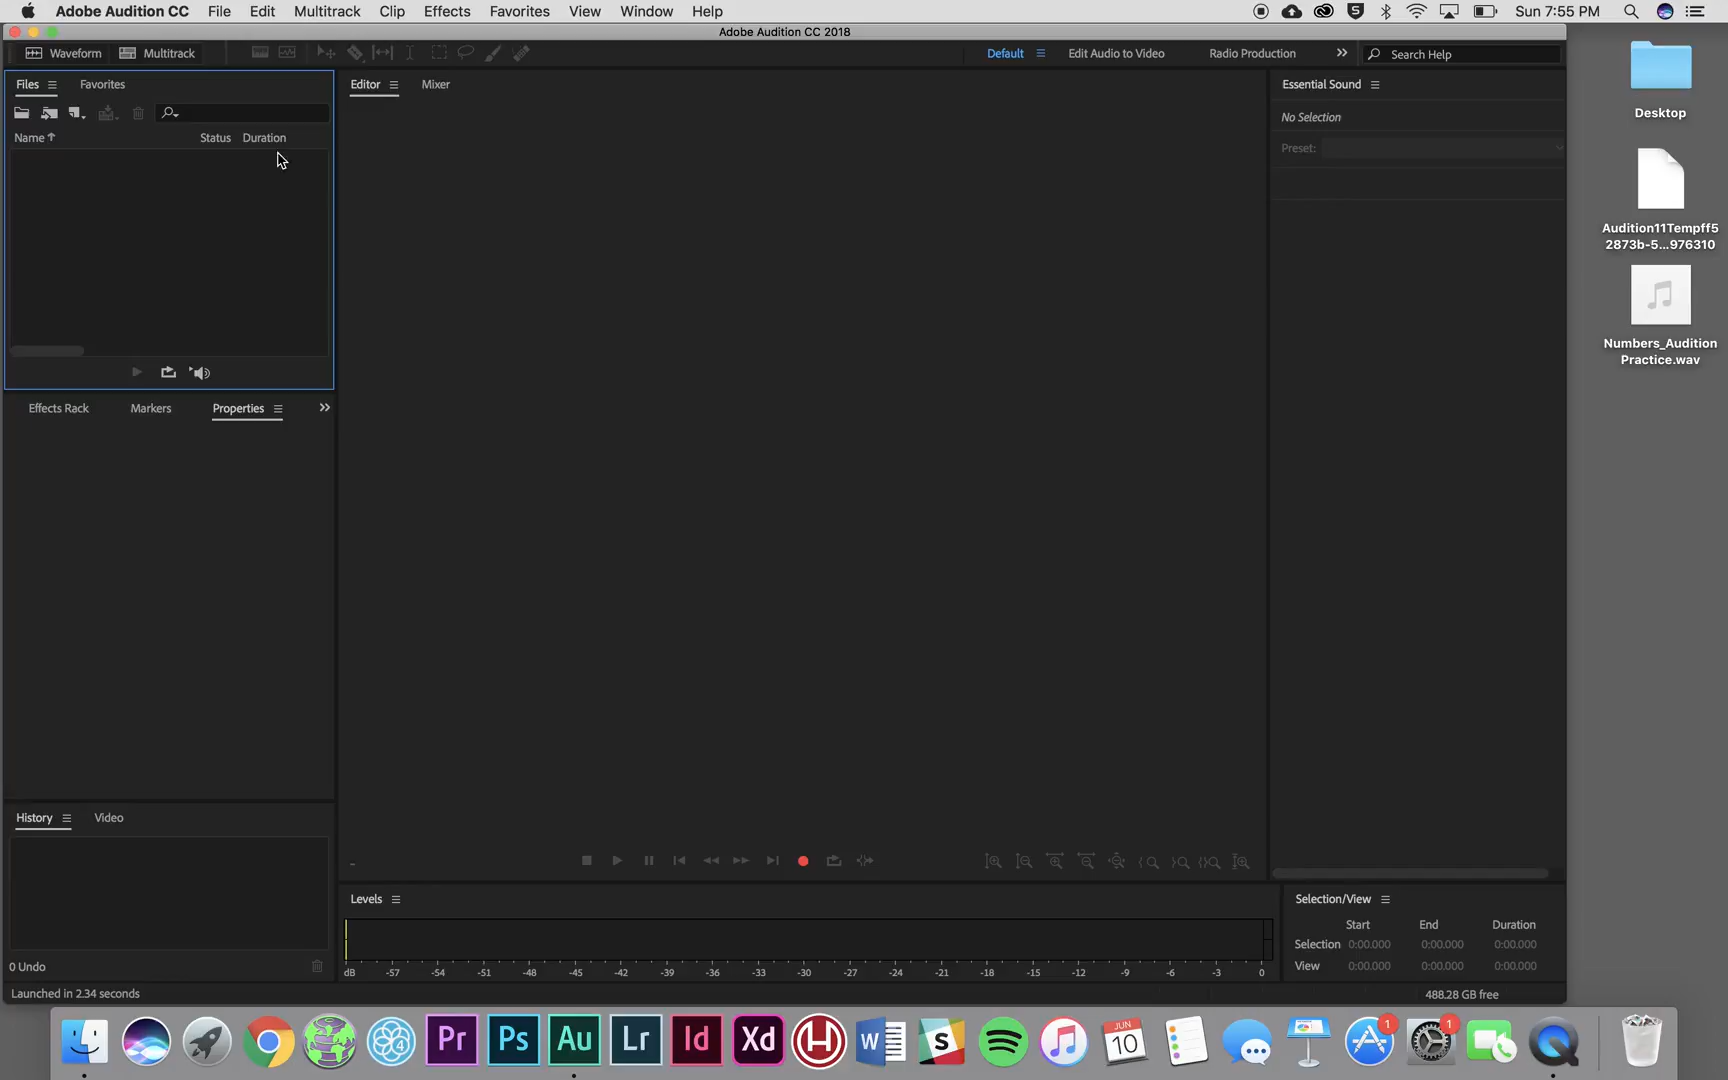 Adobe Audition CC File Edit Multitrack Clip Effects Favorites View Window Help Sun 7:55 PM
Adobe Audition CC 2018
Waveform Multitrack Default Edit Audio to Video Radio Production Search Help
Files Favorites
Editor Mixer
Essential Sound
No Selection
Name Status Duration
Preset:
Desktop
Audition11Tempff5
2873b-5...976310
Numbers_Audition
Practice.wav
Effects Rack Markers Properties
History Video
0 Undo
Levels
dB -57 -54 -51 -48 -45 -42 -39 -36 -33 -30 -27 -24 -21 -18 -15 -12 -9 -6 -3 0
Selection/View
Start End Duration
Selection 0:00.000 0:00.000 0:00.000
View 0:00.000 0:00.000 0:00.000
Launched in 2.34 seconds
488.28 GB free
Pr Ps Au Lr Id Xd H W S JUN 10 1 1